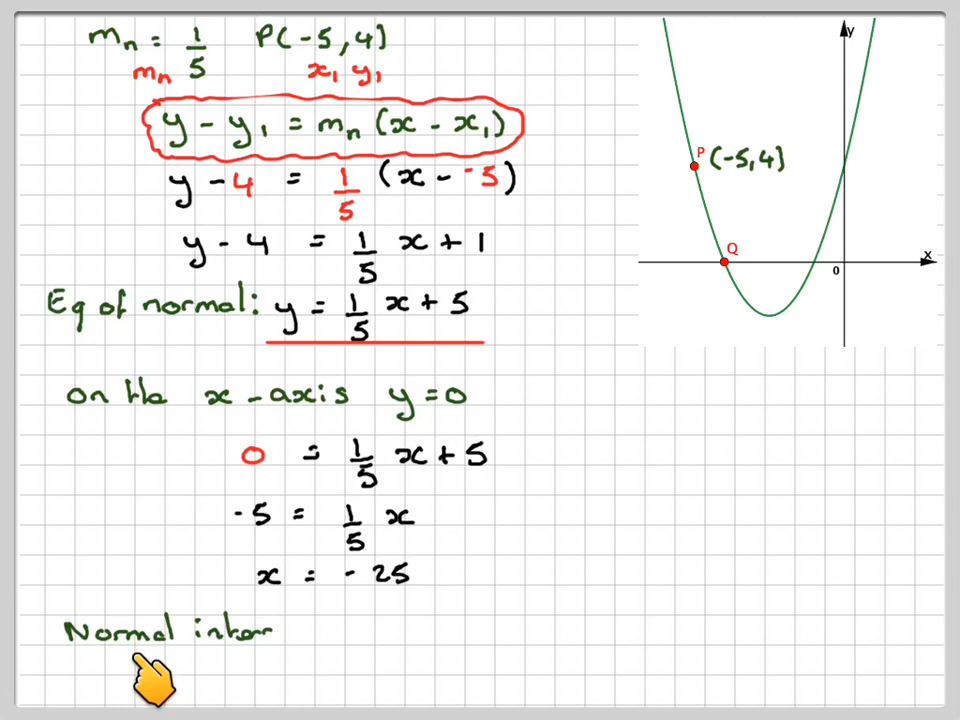 mn = 1/5 P(-5,4)
mn x1 y1
y - y1 = mn (x - x1)
y - 4 = 1/5 (x - -5)
y - 4 = 1/5 x + 1
Eq of normal: y = 1/5 x + 5
on the x-axis y=0
0 = 1/5 x + 5
-5 = 1/5 x
x = -25
Normal
y
P (-5,4)
Q
x
0